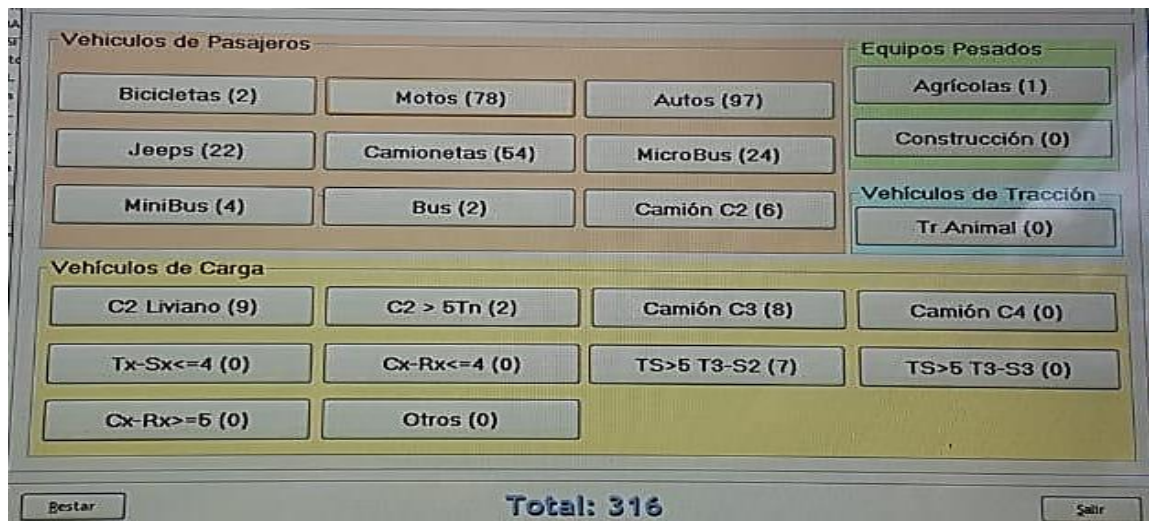 Vehiculos de Pasajeros
Bicicletas (2)
Motos (78)
Autos (97)
Jeeps (22)
Camionetas (54)
MicroBus (24)
MiniBus (4)
Bus (2)
Camión C2 (6)
Equipos Pesados
Agrícolas (1)
Construcción (0)
Vehículos de Tracción
Tr.Animal (0)
Vehículos de Carga
C2 Liviano (9)
C2 > 5Tn (2)
Camión C3 (8)
Camión C4 (0)
Tx-Sx<=4 (0)
Cx-Rx<=4 (0)
TS>5 T3-S2 (7)
TS>5 T3-S3 (0)
Cx-Rx>=5 (0)
Otros (0)
Restar
Total: 316
Salir